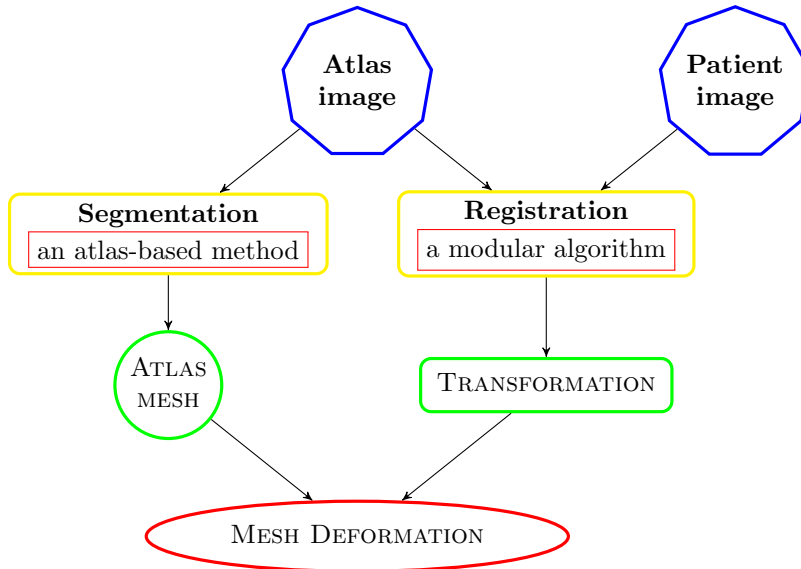 Atlas
image
Patient
image
Segmentation
an atlas-based method
Registration
a modular algorithm
Atlas
mesh
Transformation
Mesh Deformation